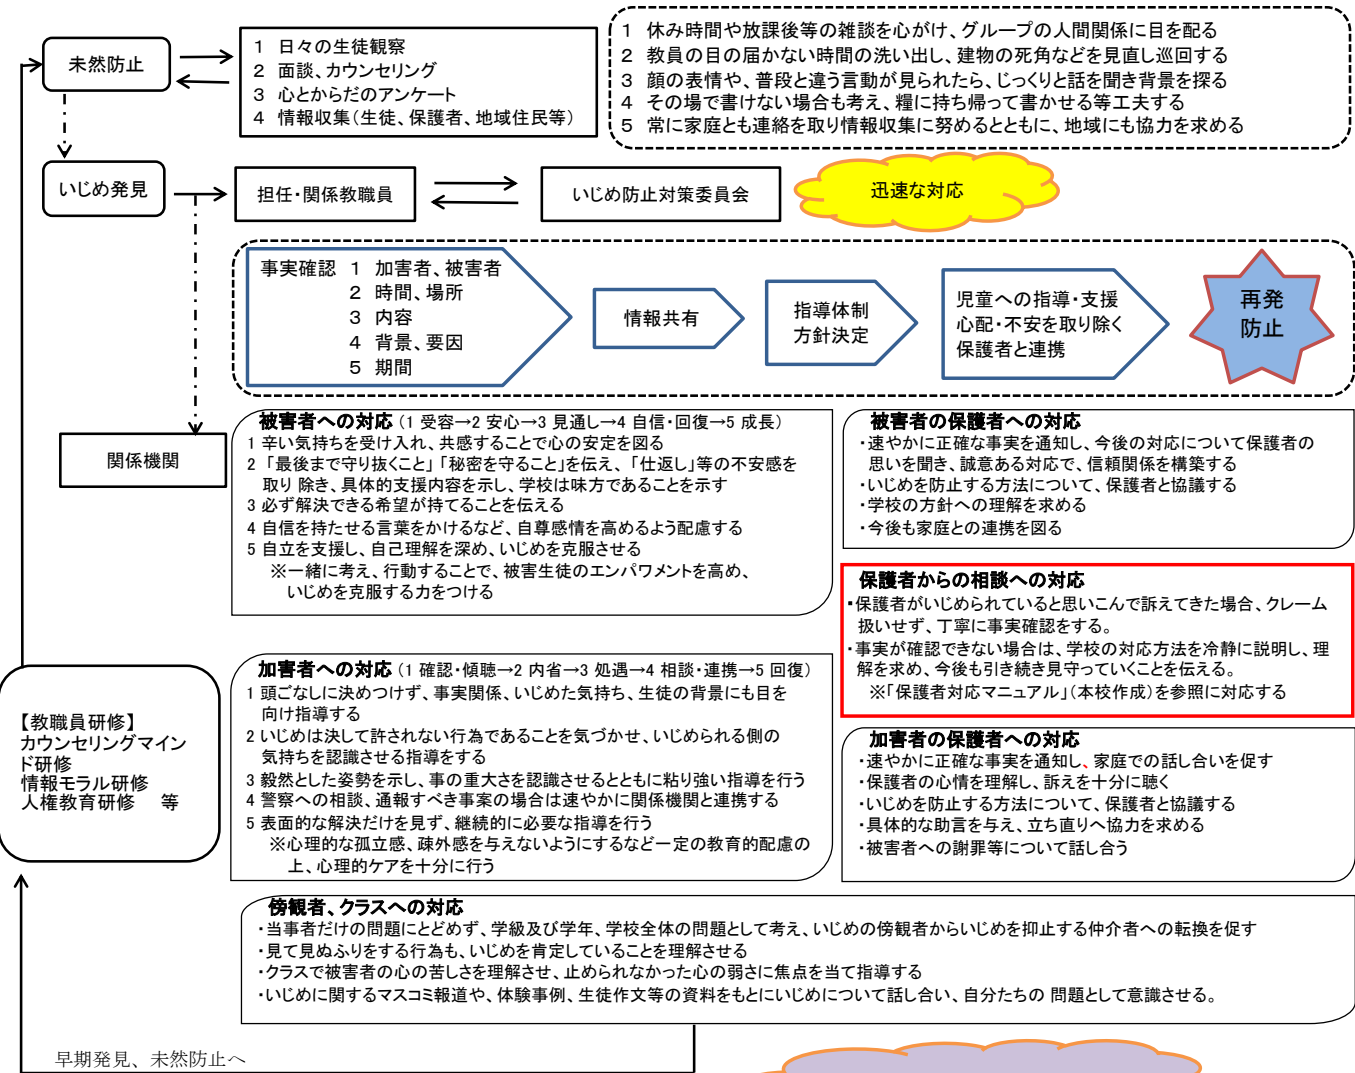 未然防止
1 日々の生徒観察
2 面談、カウンセリング
3 心とからだのアンケート
4 情報収集（生徒、保護者、地域住民等）
1 休み時間や放課後等の雑談を心がけ、グループの人間関係に目を配る
2 教員の目の届かない時間の洗い出し、建物の死角などを見直し巡回する
3 顔の表情や、普段と違う言動が見られたら、じっくりと話を聞き背景を探る
4 その場で書けない場合も考え、糧に持ち帰って書かせる等工夫する
5 常に家庭とも連絡を取り情報収集に努めるとともに、地域にも協力を求める
いじめ発見
担任・関係教職員
いじめ防止対策委員会
迅速な対応
事実確認 1 加害者、被害者
2 時間、場所
3 内容
4 背景、要因
5 期間
情報共有
指導体制
方針決定
児童への指導・支援
心配・不安を取り除く
保護者と連携
再発
防止
関係機関
被害者への対応（1 受容→2 安心→3 見通し→4 自信・回復→5 成長）
1 辛い気持ちを受け入れ、共感することで心の安定を図る
2 「最後まで守り抜くこと」「秘密を守ること」を伝え、「仕返し」等の不安感を
取り 除き、具体的支援内容を示し、学校は味方であることを示す
3 必ず解決できる希望が持てることを伝える
4 自信を持たせる言葉をかけるなど、自尊感情を高めるよう配慮する
5 自立を支援し、自己理解を深め、いじめを克服させる
※一緒に考え、行動することで、被害生徒のエンパワメントを高め、
いじめを克服する力をつける
被害者の保護者への対応
・速やかに正確な事実を通知し、今後の対応について保護者の
思いを聞き、誠意ある対応で、信頼関係を構築する
・いじめを防止する方法について、保護者と協議する
・学校の方針への理解を求める
・今後も家庭との連携を図る
保護者からの相談への対応
・保護者がいじめられていると思いこんで訴えてきた場合、クレーム
扱いせず、丁寧に事実確認をする。
・事実が確認できない場合は、学校の対応方法を冷静に説明し、理
解を求め、今後も引き続き見守っていくことを伝える。
※「保護者対応マニュアル」（本校作成）を参照に対応する
【教職員研修】
カウンセリングマイン
ド研修
情報モラル研修
人権教育研修 等
加害者への対応（1 確認・傾聴→2 内省→3 処遇→4 相談・連携→5 回復）
1 頭ごなしに決めつけず、事実関係、いじめた気持ち、生徒の背景にも目を
向け指導する
2 いじめは決して許されない行為であることを気づかせ、いじめられる側の
気持ちを認識させる指導をする
3 毅然とした姿勢を示し、事の重大さを認識させるとともに粘り強い指導を行う
4 警察への相談、通報すべき事案の場合は速やかに関係機関と連携する
5 表面的な解決だけを見ず、継続的に必要な指導を行う
※心理的な孤立感、疎外感を与えないようにするなど一定の教育的配慮の
上、心理的ケアを十分に行う
加害者の保護者への対応
・速やかに正確な事実を通知し、家庭での話し合いを促す
・保護者の心情を理解し、訴えを十分に聴く
・いじめを防止する方法について、保護者と協議する
・具体的な助言を与え、立ち直りへ協力を求める
・被害者への謝罪等について話し合う
傍観者、クラスへの対応
・当事者だけの問題にとどめず、学級及び学年、学校全体の問題として考え、いじめの傍観者からいじめを抑止する仲介者への転換を促す
・見て見ぬふりをする行為も、いじめを肯定していることを理解させる
・クラスで被害者の心の苦しさを理解させ、止められなかった心の弱さに焦点を当て指導する
・いじめに関するマスコミ報道や、体験事例、生徒作文等の資料をもとにいじめについて話し合い、自分たちの 問題として意識させる。
早期発見、未然防止へ